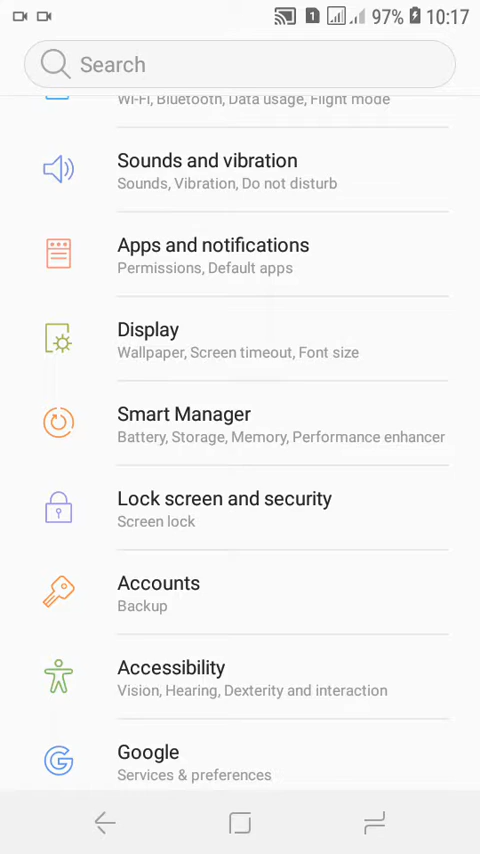 1 97% 10:17
Search
Wi-Fi, Bluetooth, Data usage, Flight mode
Sounds and vibration
Sounds, Vibration, Do not disturb
Apps and notifications
Permissions, Default apps
Display
Wallpaper, Screen timeout, Font size
Smart Manager
Battery, Storage, Memory, Performance enhancer
Lock screen and security
Screen lock
Accounts
Backup
Accessibility
Vision, Hearing, Dexterity and interaction
Google
Services & preferences